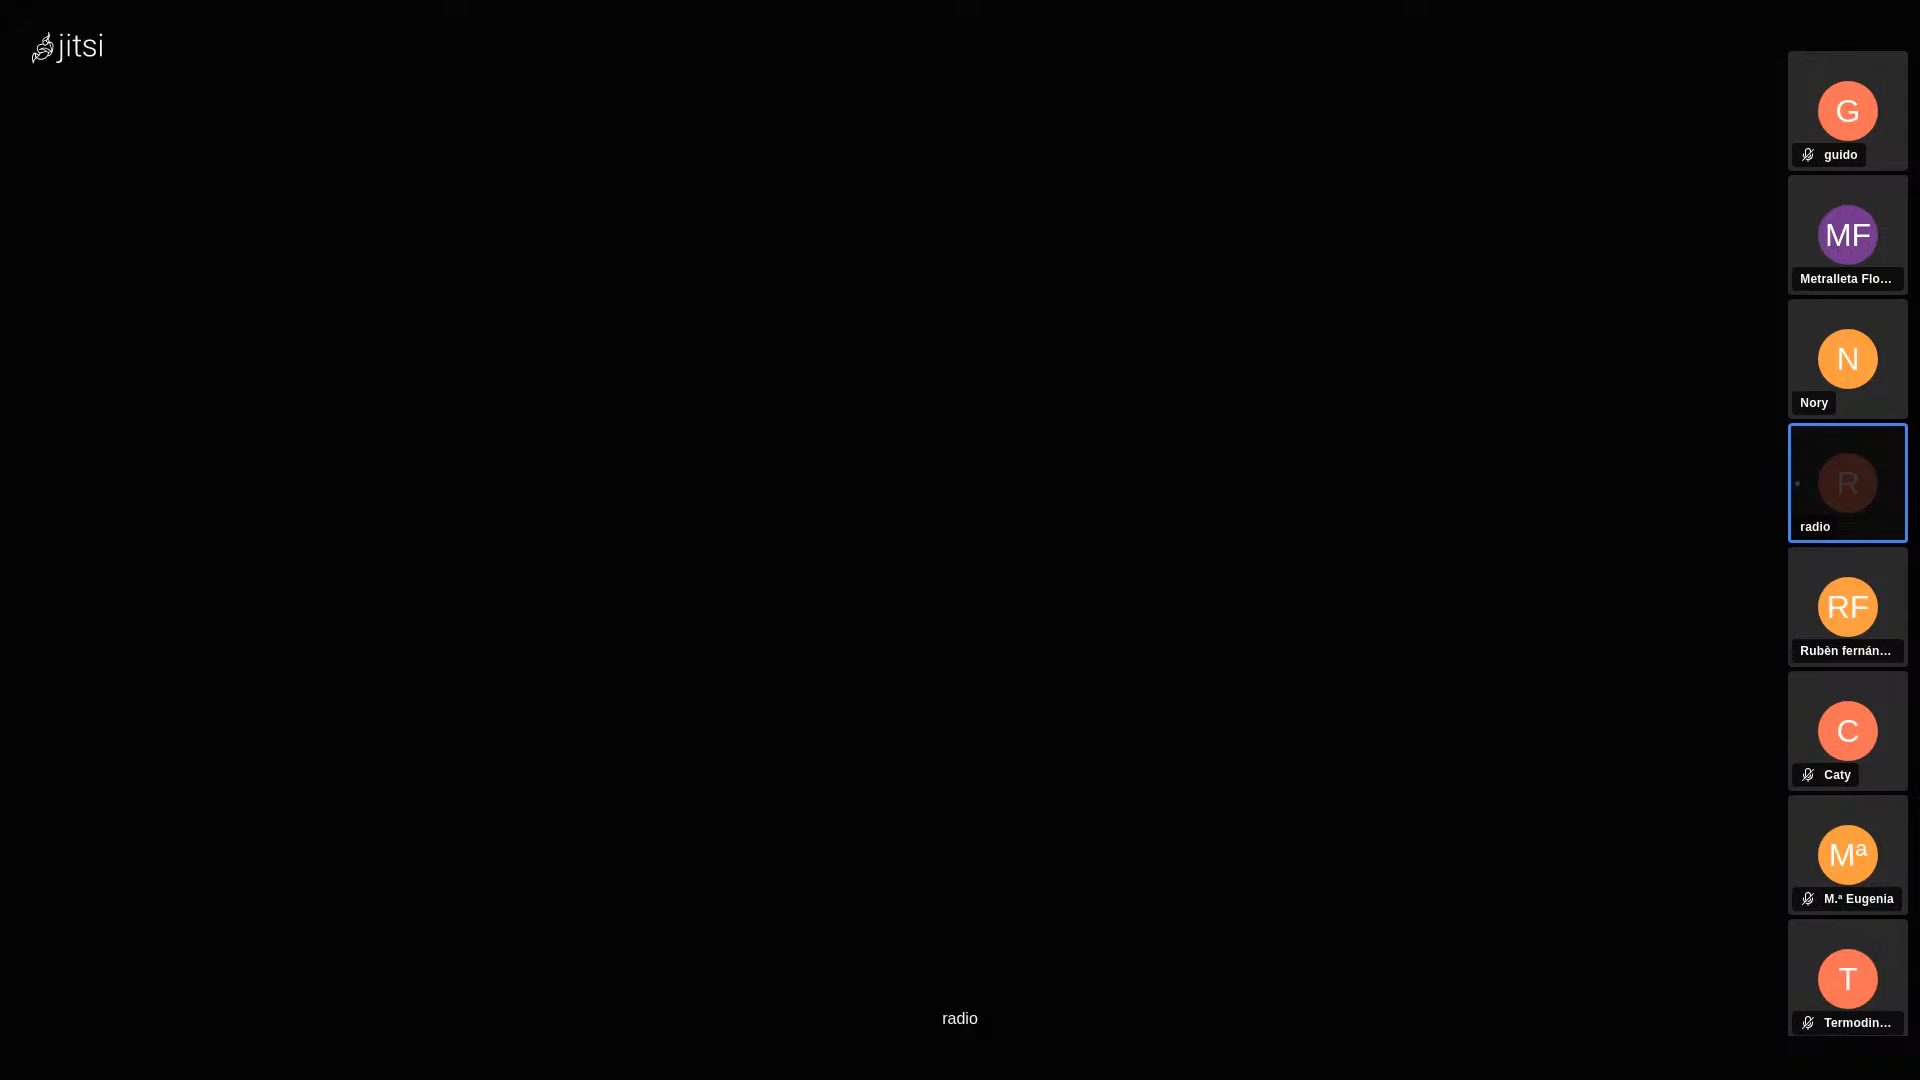 jitsi
G
guido
MF
Metralleta Flo...
N
Nory
R
radio
RF
Rubèn fernán...
C
Caty
Mª
M.ª Eugenia
T
Termodin...
radio